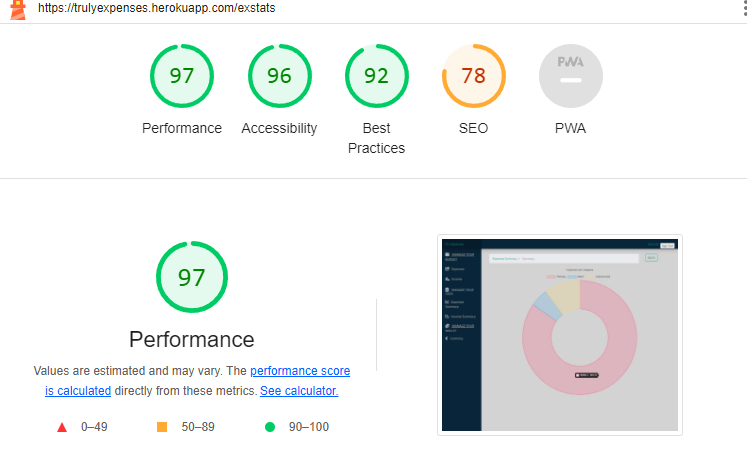 https://trulyexpenses.herokuapp.com/exstats
97 96 92 78 PWA
Performance Accessibility Best Practices SEO PWA
97
Performance
Values are estimated and may vary. The performance score
is calculated directly from these metrics. See calculator.
0–49 50–89 90–100